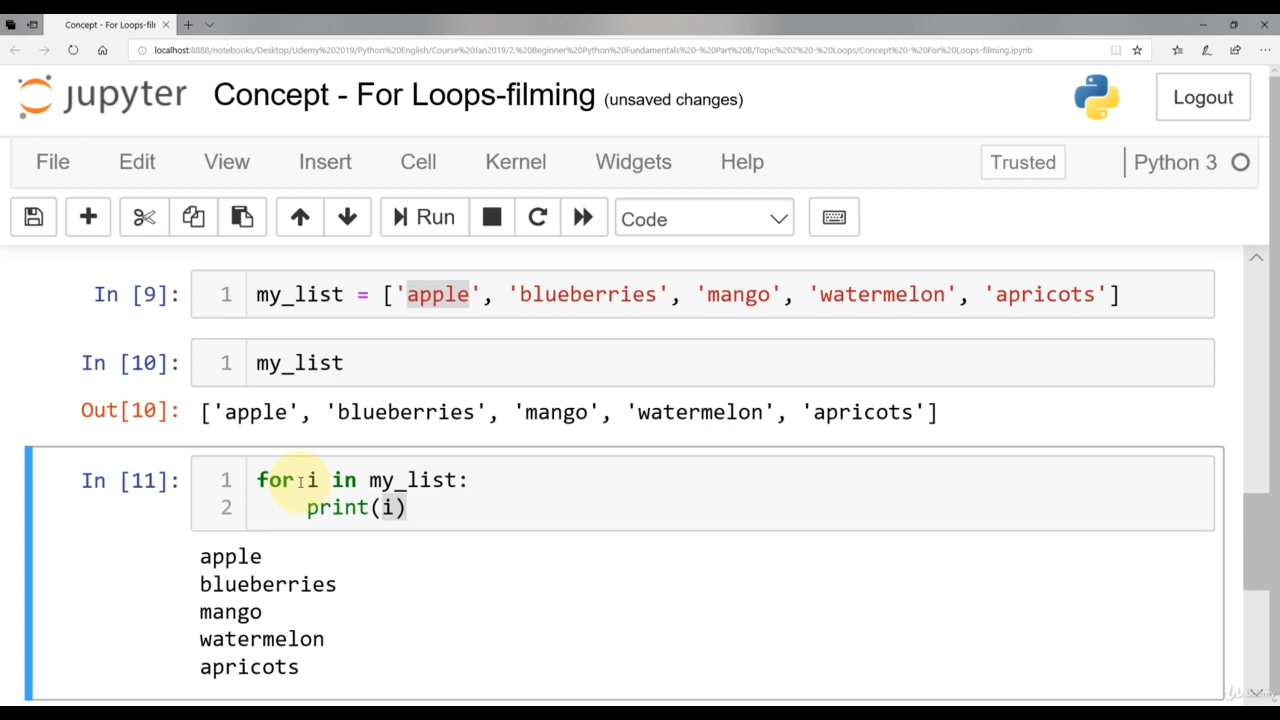 Concept - For Loops-filn
localhost:8888/notebooks/Desktop/Udemy%202019/Python%20English/Course%20Jan2019/2.%20Beginner%20Python%20Fundamentals%20-%20Part%20B/Topic%202%20-%20Loops/Concept%20-%20For%20Loops-filming.ipynb
jupyter Concept - For Loops-filming (unsaved changes) Logout
File Edit View Insert Cell Kernel Widgets Help Trusted Python 3
Run Code
In [9]: 1 my_list = ['apple', 'blueberries', 'mango', 'watermelon', 'apricots']
In [10]: 1 my_list
Out[10]: ['apple', 'blueberries', 'mango', 'watermelon', 'apricots']
In [11]: 1 for i in my_list:
2 print(i)
apple
blueberries
mango
watermelon
apricots
Udemy